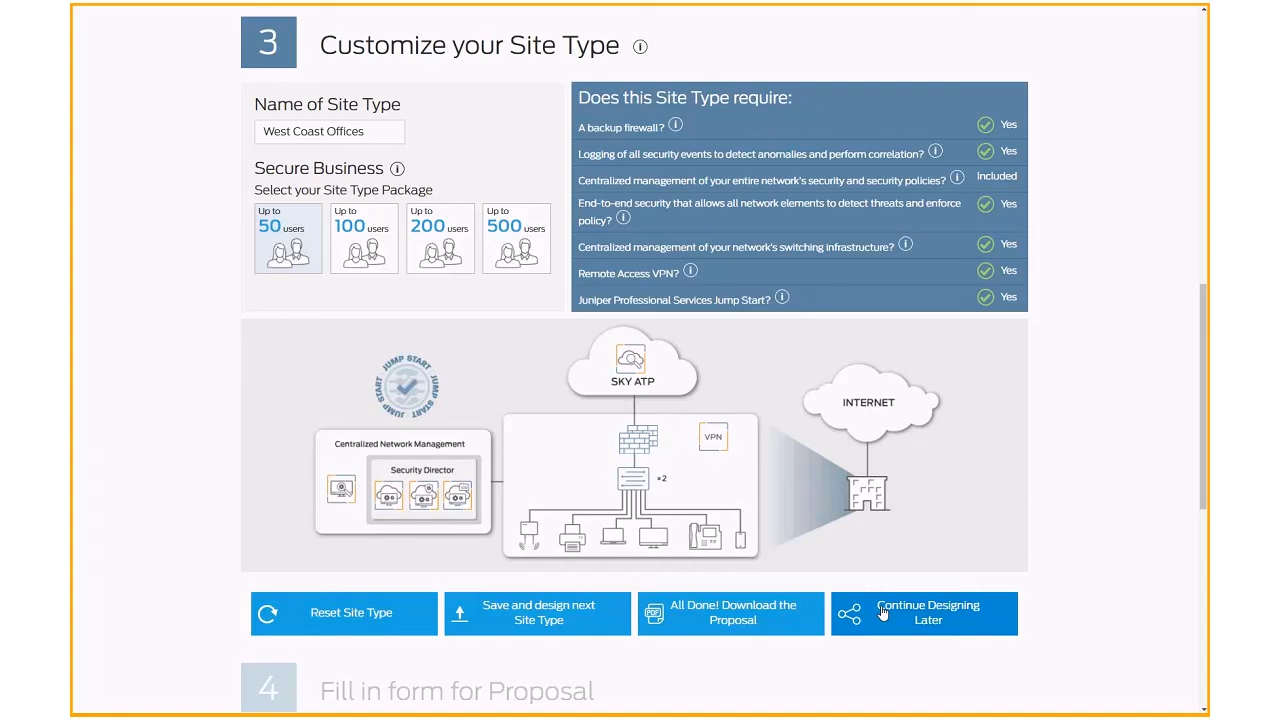 3
Customize your Site Type
Name of Site Type
West Coast Offices
Secure Business
Select your Site Type Package
Up to
50 users
Up to
100 users
Up to
200 users
Up to
500 users
Does this Site Type require:
A backup firewall?
Yes
Logging of all security events to detect anomalies and perform correlation?
Yes
Centralized management of your entire network's security and security policies?
Included
End-to-end security that allows all network elements to detect threats and enforce
policy?
Yes
Centralized management of your network's switching infrastructure?
Yes
Remote Access VPN?
Yes
Juniper Professional Services Jump Start?
Yes
JUMP START
JUMP START
JUMP START
JUMP START
SKY ATP
INTERNET
Centralized Network Management
Security Director
VPN
×2
Reset Site Type
Save and design next
Site Type
PDF
All Done! Download the
Proposal
Continue Designing
Later
4
Fill in form for Proposal